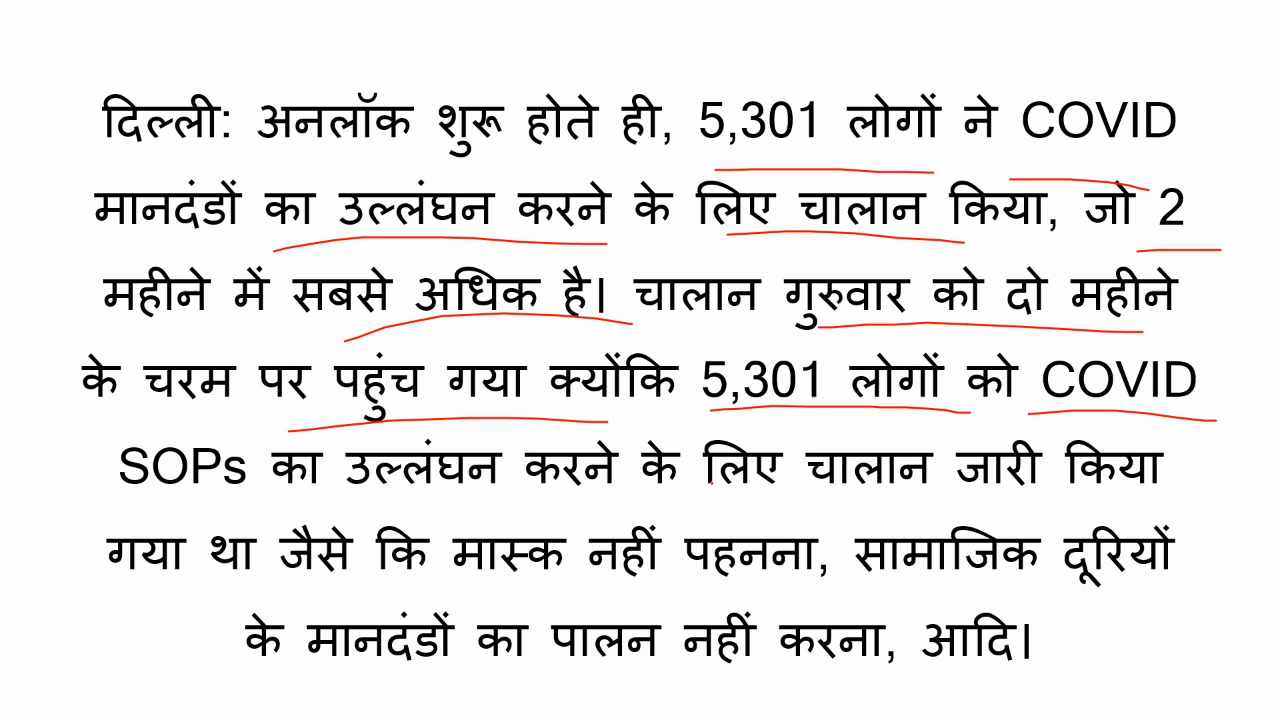 दिल्ली: अनलॉक शुरू होते ही, 5,301 लोगों ने COVID
मानदंडों का उल्लंघन करने के लिए चालान किया, जो 2
महीने में सबसे अधिक है। चालान गुरुवार को दो महीने
के चरम पर पहुंच गया क्योंकि 5,301 लोगों को COVID
SOPs का उल्लंघन करने के लिए चालान जारी किया
गया था जैसे कि मास्क नहीं पहनना, सामाजिक दूरियों
के मानदंडों का पालन नहीं करना, आदि।